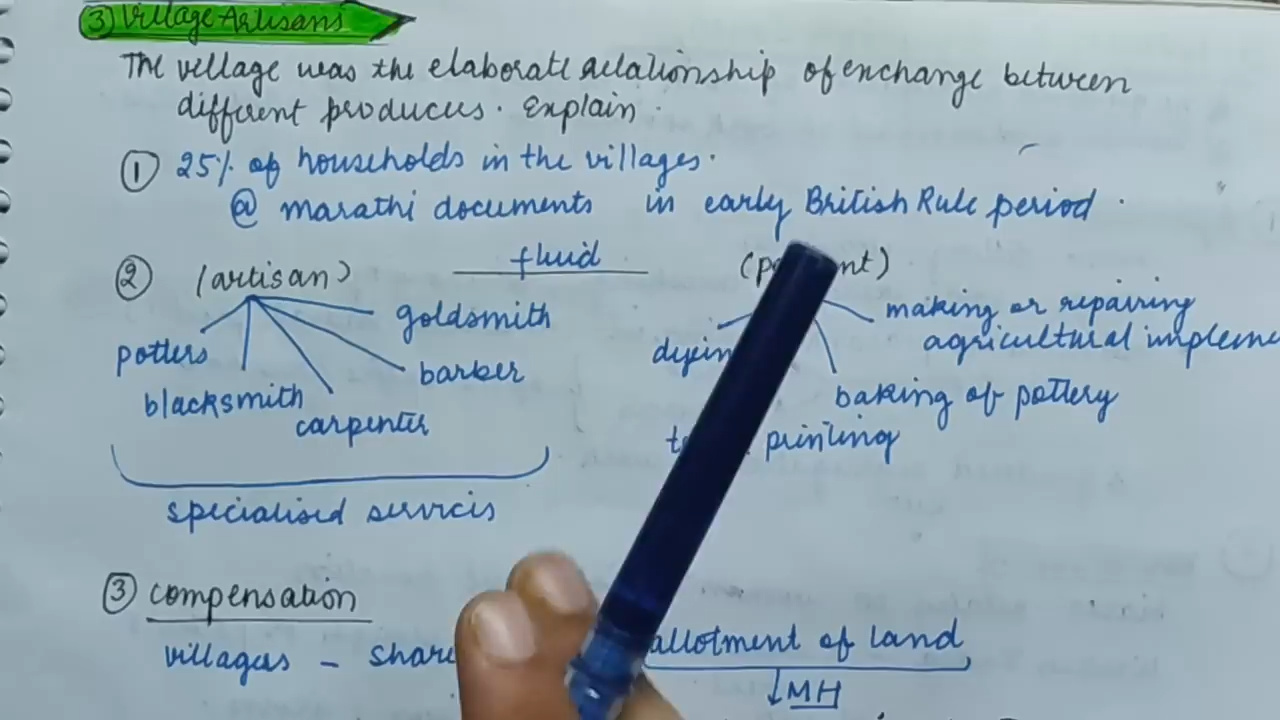 ③ Village Artisans
The village was the elaborate relationship of exchange between
different producers. Explain.
① 25% of households in the villages.
@ marathi documents in early British Rule period.
② (artisan) fluid
goldsmith
making or repairing
potters
agricultural
barber
blacksmith
baking of pottery
carpenter
printing
specialised services
③ compensation
villagers - share allotment of land
↓ MH